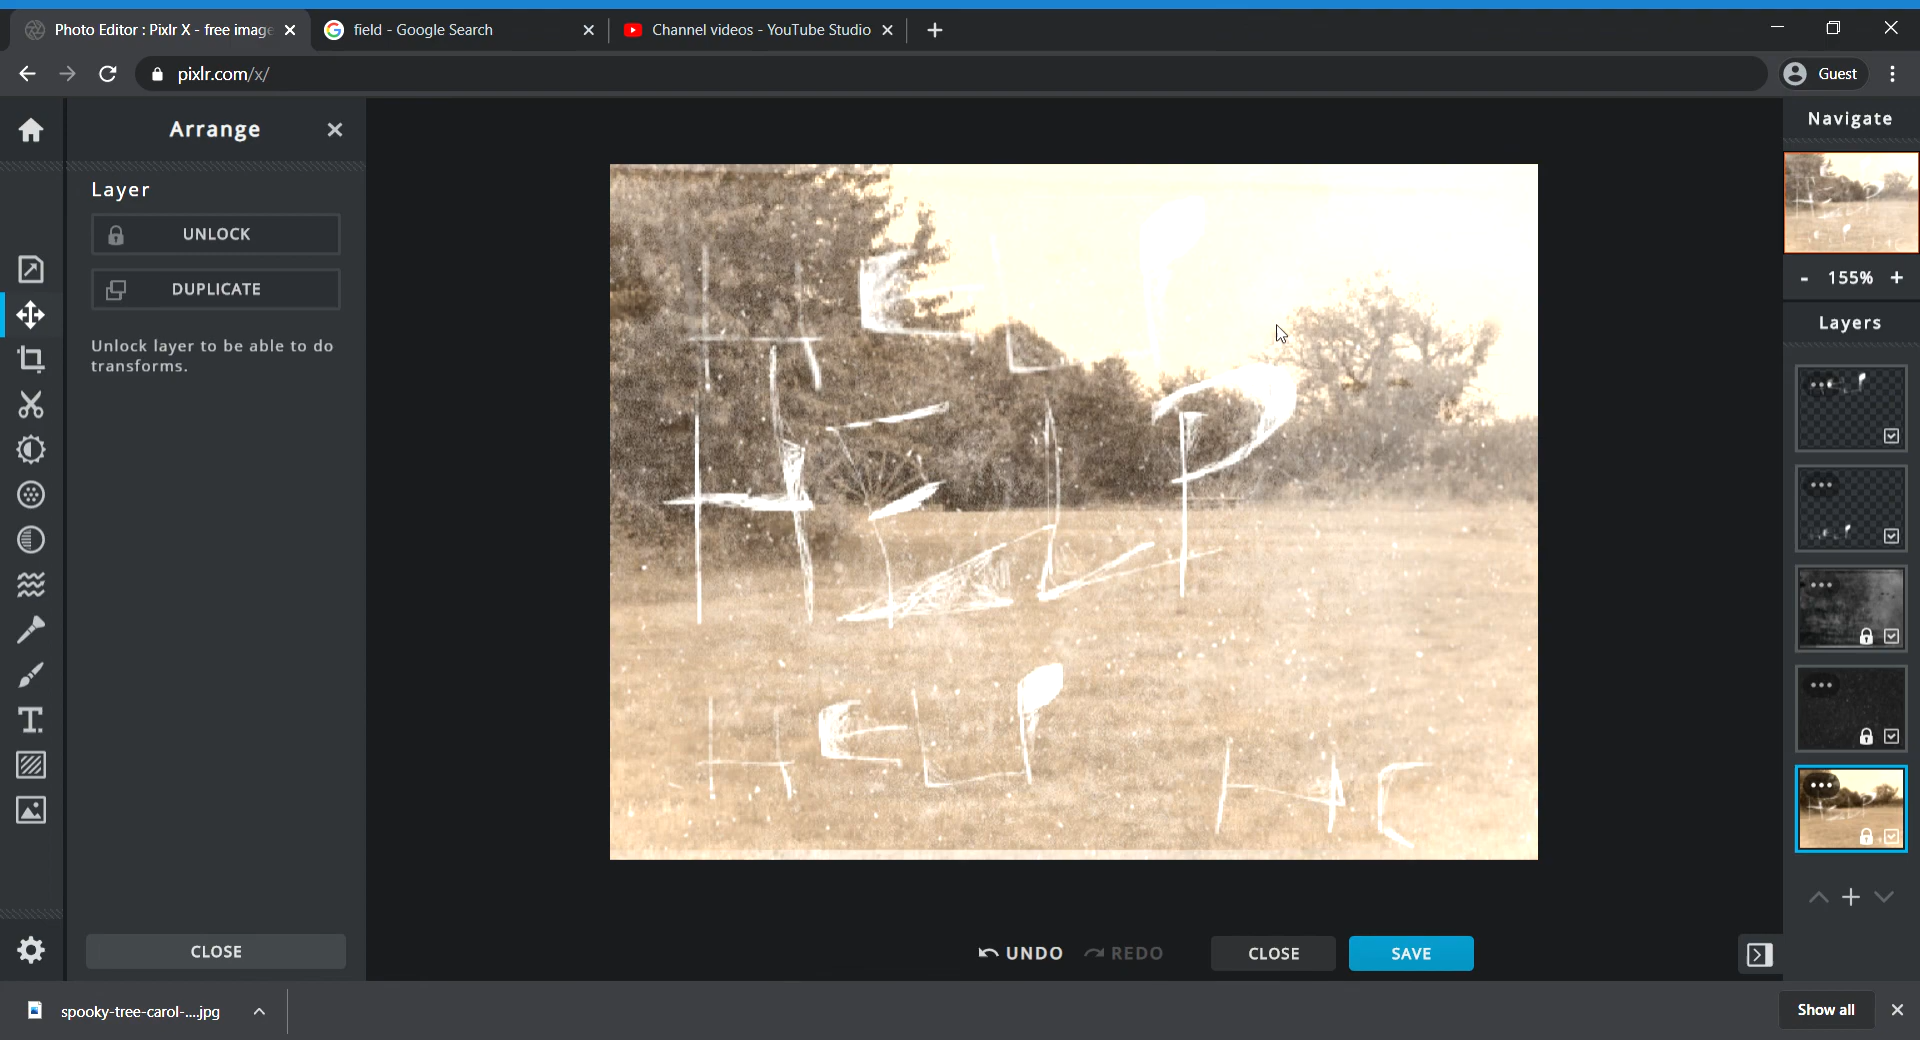 Photo Editor : Pixlr X - free image
field - Google Search
Channel videos - YouTube Studio
pixlr.com/x/
Guest
Arrange
Navigate
Layer
UNLOCK
DUPLICATE
Unlock layer to be able to do
transforms.
155%
Layers
HELP
HELP
HELP
HC
CLOSE
UNDO
REDO
CLOSE
SAVE
spooky-tree-carol-....jpg
Show all